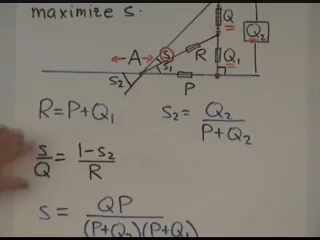 maximize s.
Q
Q₂
A
s
s₁
R
Q₁
s₂
P
R=P+Q₁
s₂ = Q₂/(P+Q₂)
s/Q = (1-s₂)/R
s = QP/((P+Q₂)(P+Q₁))